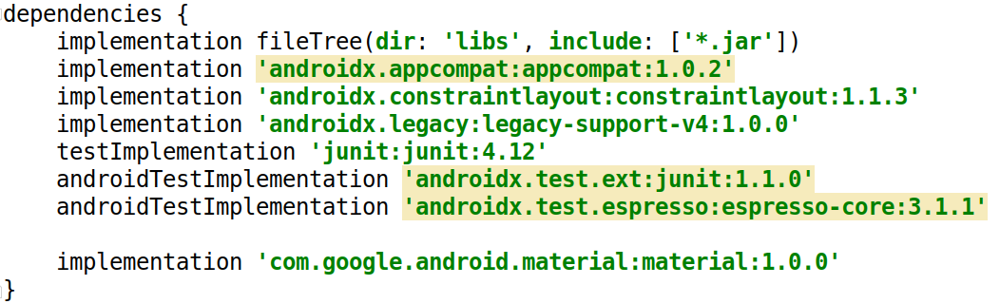 dependencies {
    implementation fileTree(dir: 'libs', include: ['*.jar'])
    implementation 'androidx.appcompat:appcompat:1.0.2'
    implementation 'androidx.constraintlayout:constraintlayout:1.1.3'
    implementation 'androidx.legacy:legacy-support-v4:1.0.0'
    testImplementation 'junit:junit:4.12'
    androidTestImplementation 'androidx.test.ext:junit:1.1.0'
    androidTestImplementation 'androidx.test.espresso:espresso-core:3.1.1'
    implementation 'com.google.android.material:material:1.0.0'
}